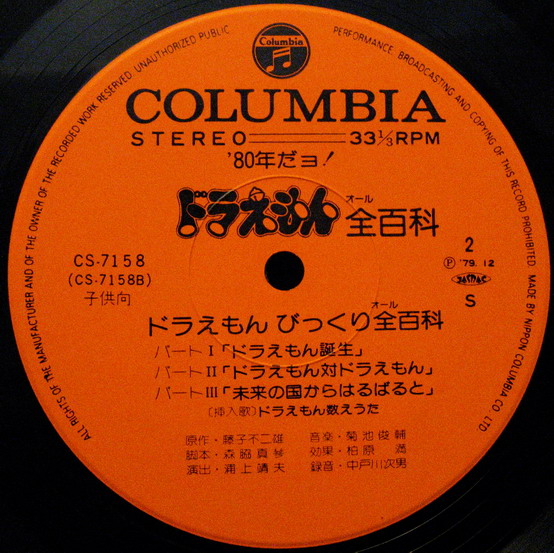 ALL RIGHTS OF THE MANUFACTURER AND OF THE OWNER OF THE RECORDED WORK RESERVED. UNAUTHORIZED PUBLIC PERFORMANCE, BROADCASTING AND COPYING OF THIS RECORD PROHIBITED. MADE BY NIPPON COLUMBIA CO. LTD.
Columbia
COLUMBIA
STEREO 33⅓RPM
'80年だヨ!
ドラえもん 全百科
オール
CS-7158
(CS-7158B)
子供向
2
Ⓟ '79. 12
S
ドラえもん びっくり全百科
オール
パートⅠ「ドラえもん誕生」
パートⅡ「ドラえもん対ドラえもん」
パートⅢ「未来の国からはるばると」
(挿入歌)ドラえもん数えうた
原作・藤子不二雄 音楽・菊池俊輔
脚本・森脇真琴 効果・柏原 満
演出・浦上靖夫 録音・中戸川次男